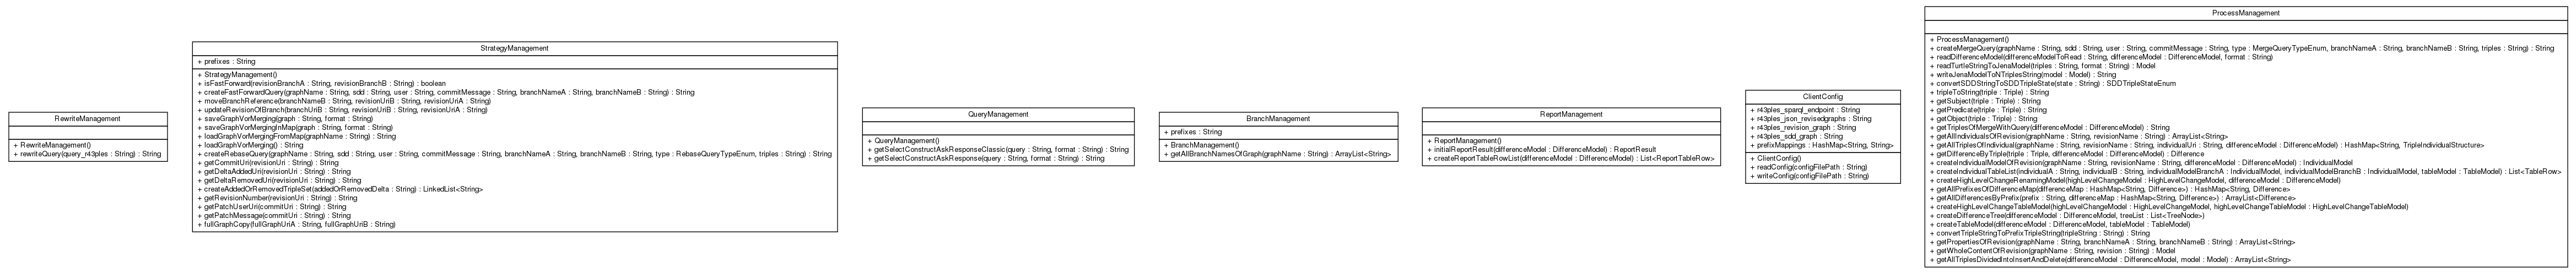 RewriteManagement
+ RewriteManagement()
+ rewriteQuery(query_r43ples : String) : String
StrategyManagement
+ prefixes : String
+ StrategyManagement()
+ isFastForward(revisionBranchA : String, revisionBranchB : String) : boolean
+ createFastForwardQuery(graphName : String, sdd : String, user : String, commitMessage : String, branchNameA : String, branchNameB : String) : String
+ moveBranchReference(branchNameB : String, revisionUriB : String, revisionUriA : String)
+ updateRevisionOfBranch(branchUriB : String, revisionUriB : String, revisionUriA : String)
+ saveGraphVorMerging(graph : String, format : String)
+ saveGraphVorMergingInMap(graph : String, format : String)
+ loadGraphVorMergingFromMap(graphName : String) : String
+ loadGraphVorMerging() : String
+ createRebaseQuery(graphName : String, sdd : String, user : String, commitMessage : String, branchNameA : String, branchNameB : String, type : RebaseQueryTypeEnum, triples : String) : String
+ getCommitUri(revisionUri : String) : String
+ getDeltaAddedUri(revisionUri : String) : String
+ getDeltaRemovedUri(revisionUri : String) : String
+ createAddedOrRemovedTripleSet(addedOrRemovedDelta : String) : LinkedList<String>
+ getRevisionNumber(revisionUri : String) : String
+ getPatchUserUri(commitUri : String) : String
+ getPatchMessage(commitUri : String) : String
+ fullGraphCopy(fullGraphUriA : String, fullGraphUriB : String)
QueryManagement
+ QueryManagement()
+ getSelectConstructAskResponseClassic(query : String, format : String) : String
+ getSelectConstructAskResponse(query : String, format : String) : String
BranchManagement
+ prefixes : String
+ BranchManagement()
+ getAllBranchNamesOfGraph(graphName : String) : ArrayList<String>
ReportManagement
+ ReportManagement()
+ initialReportResult(differenceModel : DifferenceModel) : ReportResult
+ createReportTableRowList(differenceModel : DifferenceModel) : List<ReportTableRow>
ClientConfig
+ r43ples_sparql_endpoint : String
+ r43ples_json_revisedgraphs : String
+ r43ples_revision_graph : String
+ r43ples_sdd_graph : String
+ prefixMappings : HashMap<String, String>
+ ClientConfig()
+ readConfig(configFilePath : String)
+ writeConfig(configFilePath : String)
ProcessManagement
+ ProcessManagement()
+ createMergeQuery(graphName : String, sdd : String, user : String, commitMessage : String, type : MergeQueryTypeEnum, branchNameA : String, branchNameB : String, triples : String) : String
+ readDifferenceModel(differenceModelToRead : String, differenceModel : DifferenceModel, format : String)
+ readTurtleStringToJenaModel(triples : String, format : String) : Model
+ writeJenaModelToNTriplesString(model : Model) : String
+ convertSDDStringToSDDTripleState(state : String) : SDDTripleStateEnum
+ tripleToString(triple : Triple) : String
+ getSubject(triple : Triple) : String
+ getPredicate(triple : Triple) : String
+ getObject(triple : Triple) : String
+ getTriplesOfMergeWithQuery(differenceModel : DifferenceModel) : String
+ getAllIndividualsOfRevision(graphName : String, revisionName : String) : ArrayList<String>
+ getAllTriplesOfIndividual(graphName : String, revisionName : String, individualUri : String, differenceModel : DifferenceModel) : HashMap<String, TripleIndividualStructure>
+ getDifferenceByTriple(triple : Triple, differenceModel : DifferenceModel) : Difference
+ createIndividualModelOfRevision(graphName : String, revisionName : String, differenceModel : DifferenceModel) : IndividualModel
+ createIndividualTableList(individualA : String, individualB : String, individualModelBranchA : IndividualModel, individualModelBranchB : IndividualModel, tableModel : TableModel) : List<TableRow>
+ createHighLevelChangeRenamingModel(highLevelChangeModel : HighLevelChangeModel, differenceModel : DifferenceModel)
+ getAllPrefixesOfDifferenceMap(differenceMap : HashMap<String, Difference>) : HashMap<String, Difference>
+ getAllDifferencesByPrefix(prefix : String, differenceMap : HashMap<String, Difference>) : ArrayList<Difference>
+ createHighLevelChangeTableModel(highLevelChangeModel : HighLevelChangeModel, highLevelChangeTableModel : HighLevelChangeTableModel)
+ createDifferenceTree(differenceModel : DifferenceModel, treeList : List<TreeNode>)
+ createTableModel(differenceModel : DifferenceModel, tableModel : TableModel)
+ convertTripleStringToPrefixTripleString(tripleString : String) : String
+ getPropertiesOfRevision(graphName : String, branchNameA : String, branchNameB : String) : ArrayList<String>
+ getWholeContentOfRevision(graphName : String, revision : String) : Model
+ getAllTriplesDividedIntoInsertAndDelete(differenceModel : DifferenceModel, model : Model) : ArrayList<String>